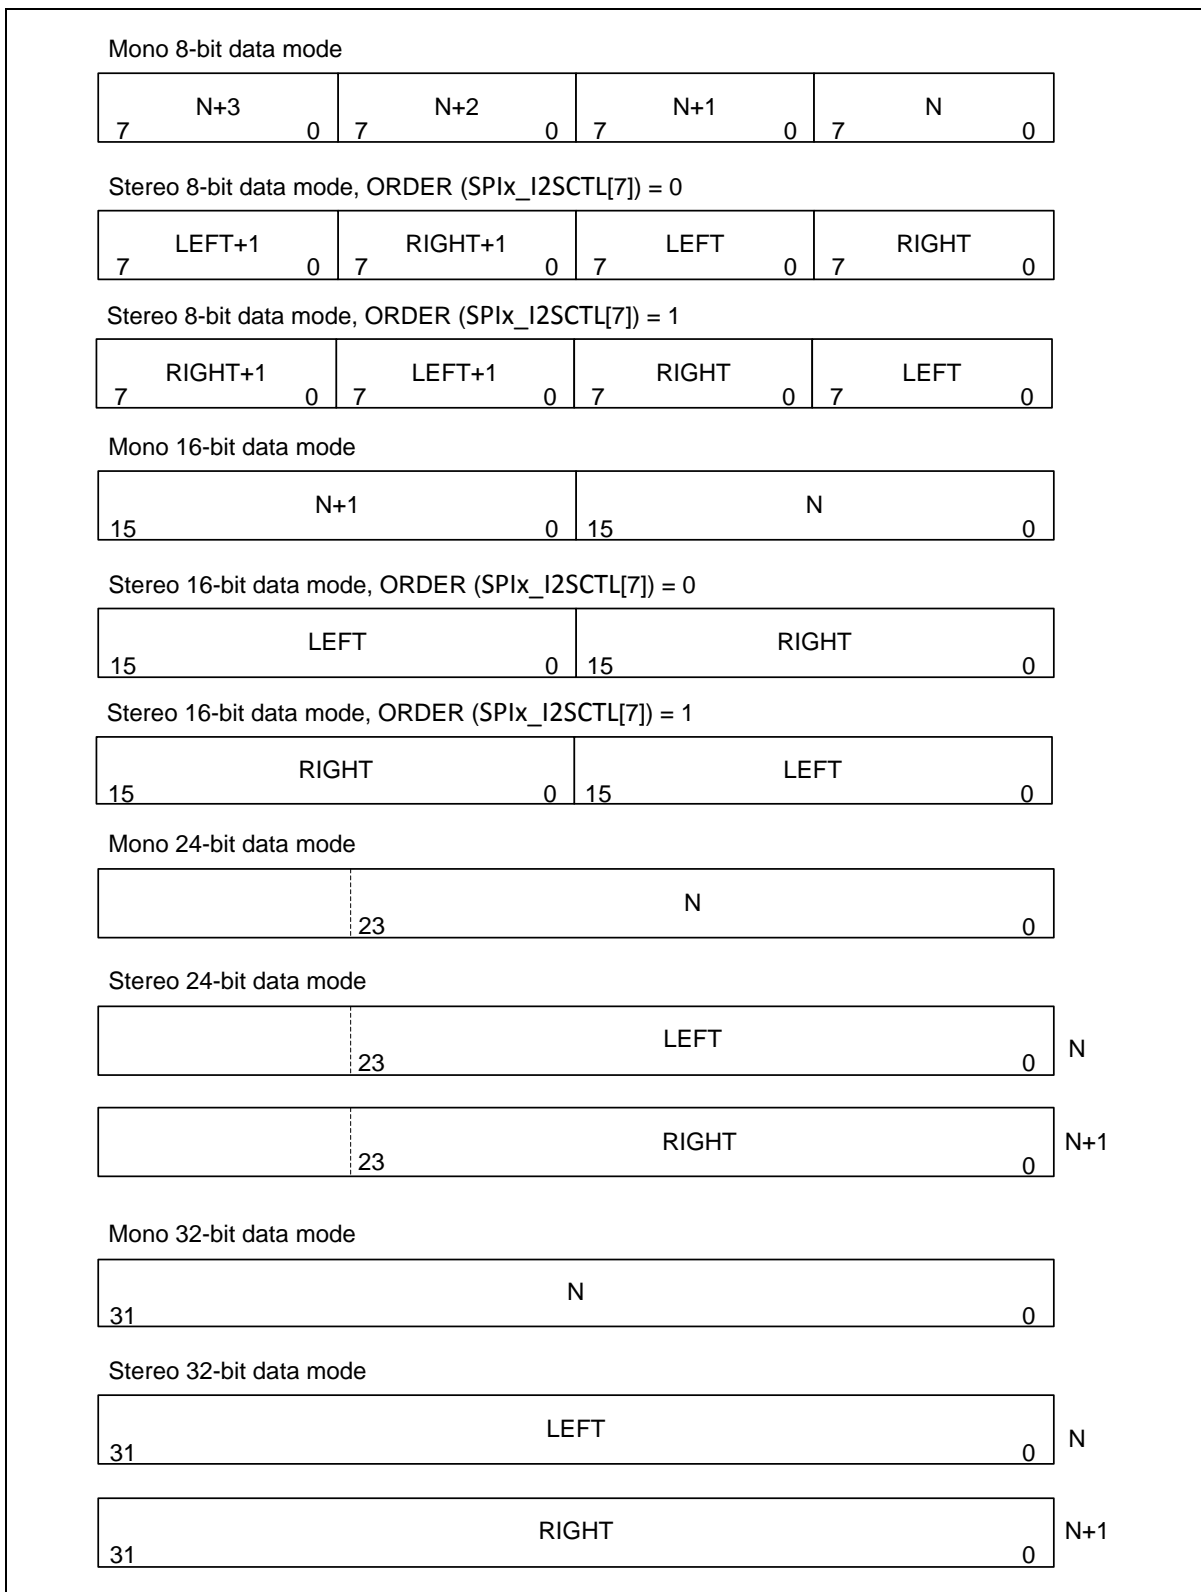 Mono 8-bit data mode
N+3 N+2 N+1 N
7 0 7 0 7 0 7 0
Stereo 8-bit data mode, ORDER (SPIx_I2SCTL[7]) = 0
LEFT+1 RIGHT+1 LEFT RIGHT
7 0 7 0 7 0 7 0
Stereo 8-bit data mode, ORDER (SPIx_I2SCTL[7]) = 1
RIGHT+1 LEFT+1 RIGHT LEFT
7 0 7 0 7 0 7 0
Mono 16-bit data mode
N+1 N
15 0 15 0
Stereo 16-bit data mode, ORDER (SPIx_I2SCTL[7]) = 0
LEFT RIGHT
15 0 15 0
Stereo 16-bit data mode, ORDER (SPIx_I2SCTL[7]) = 1
RIGHT LEFT
15 0 15 0
Mono 24-bit data mode
N
23 0
Stereo 24-bit data mode
LEFT
23 0 N
RIGHT N+1
23 0
Mono 32-bit data mode
N
31 0
Stereo 32-bit data mode
LEFT
31 0 N
RIGHT N+1
31 0